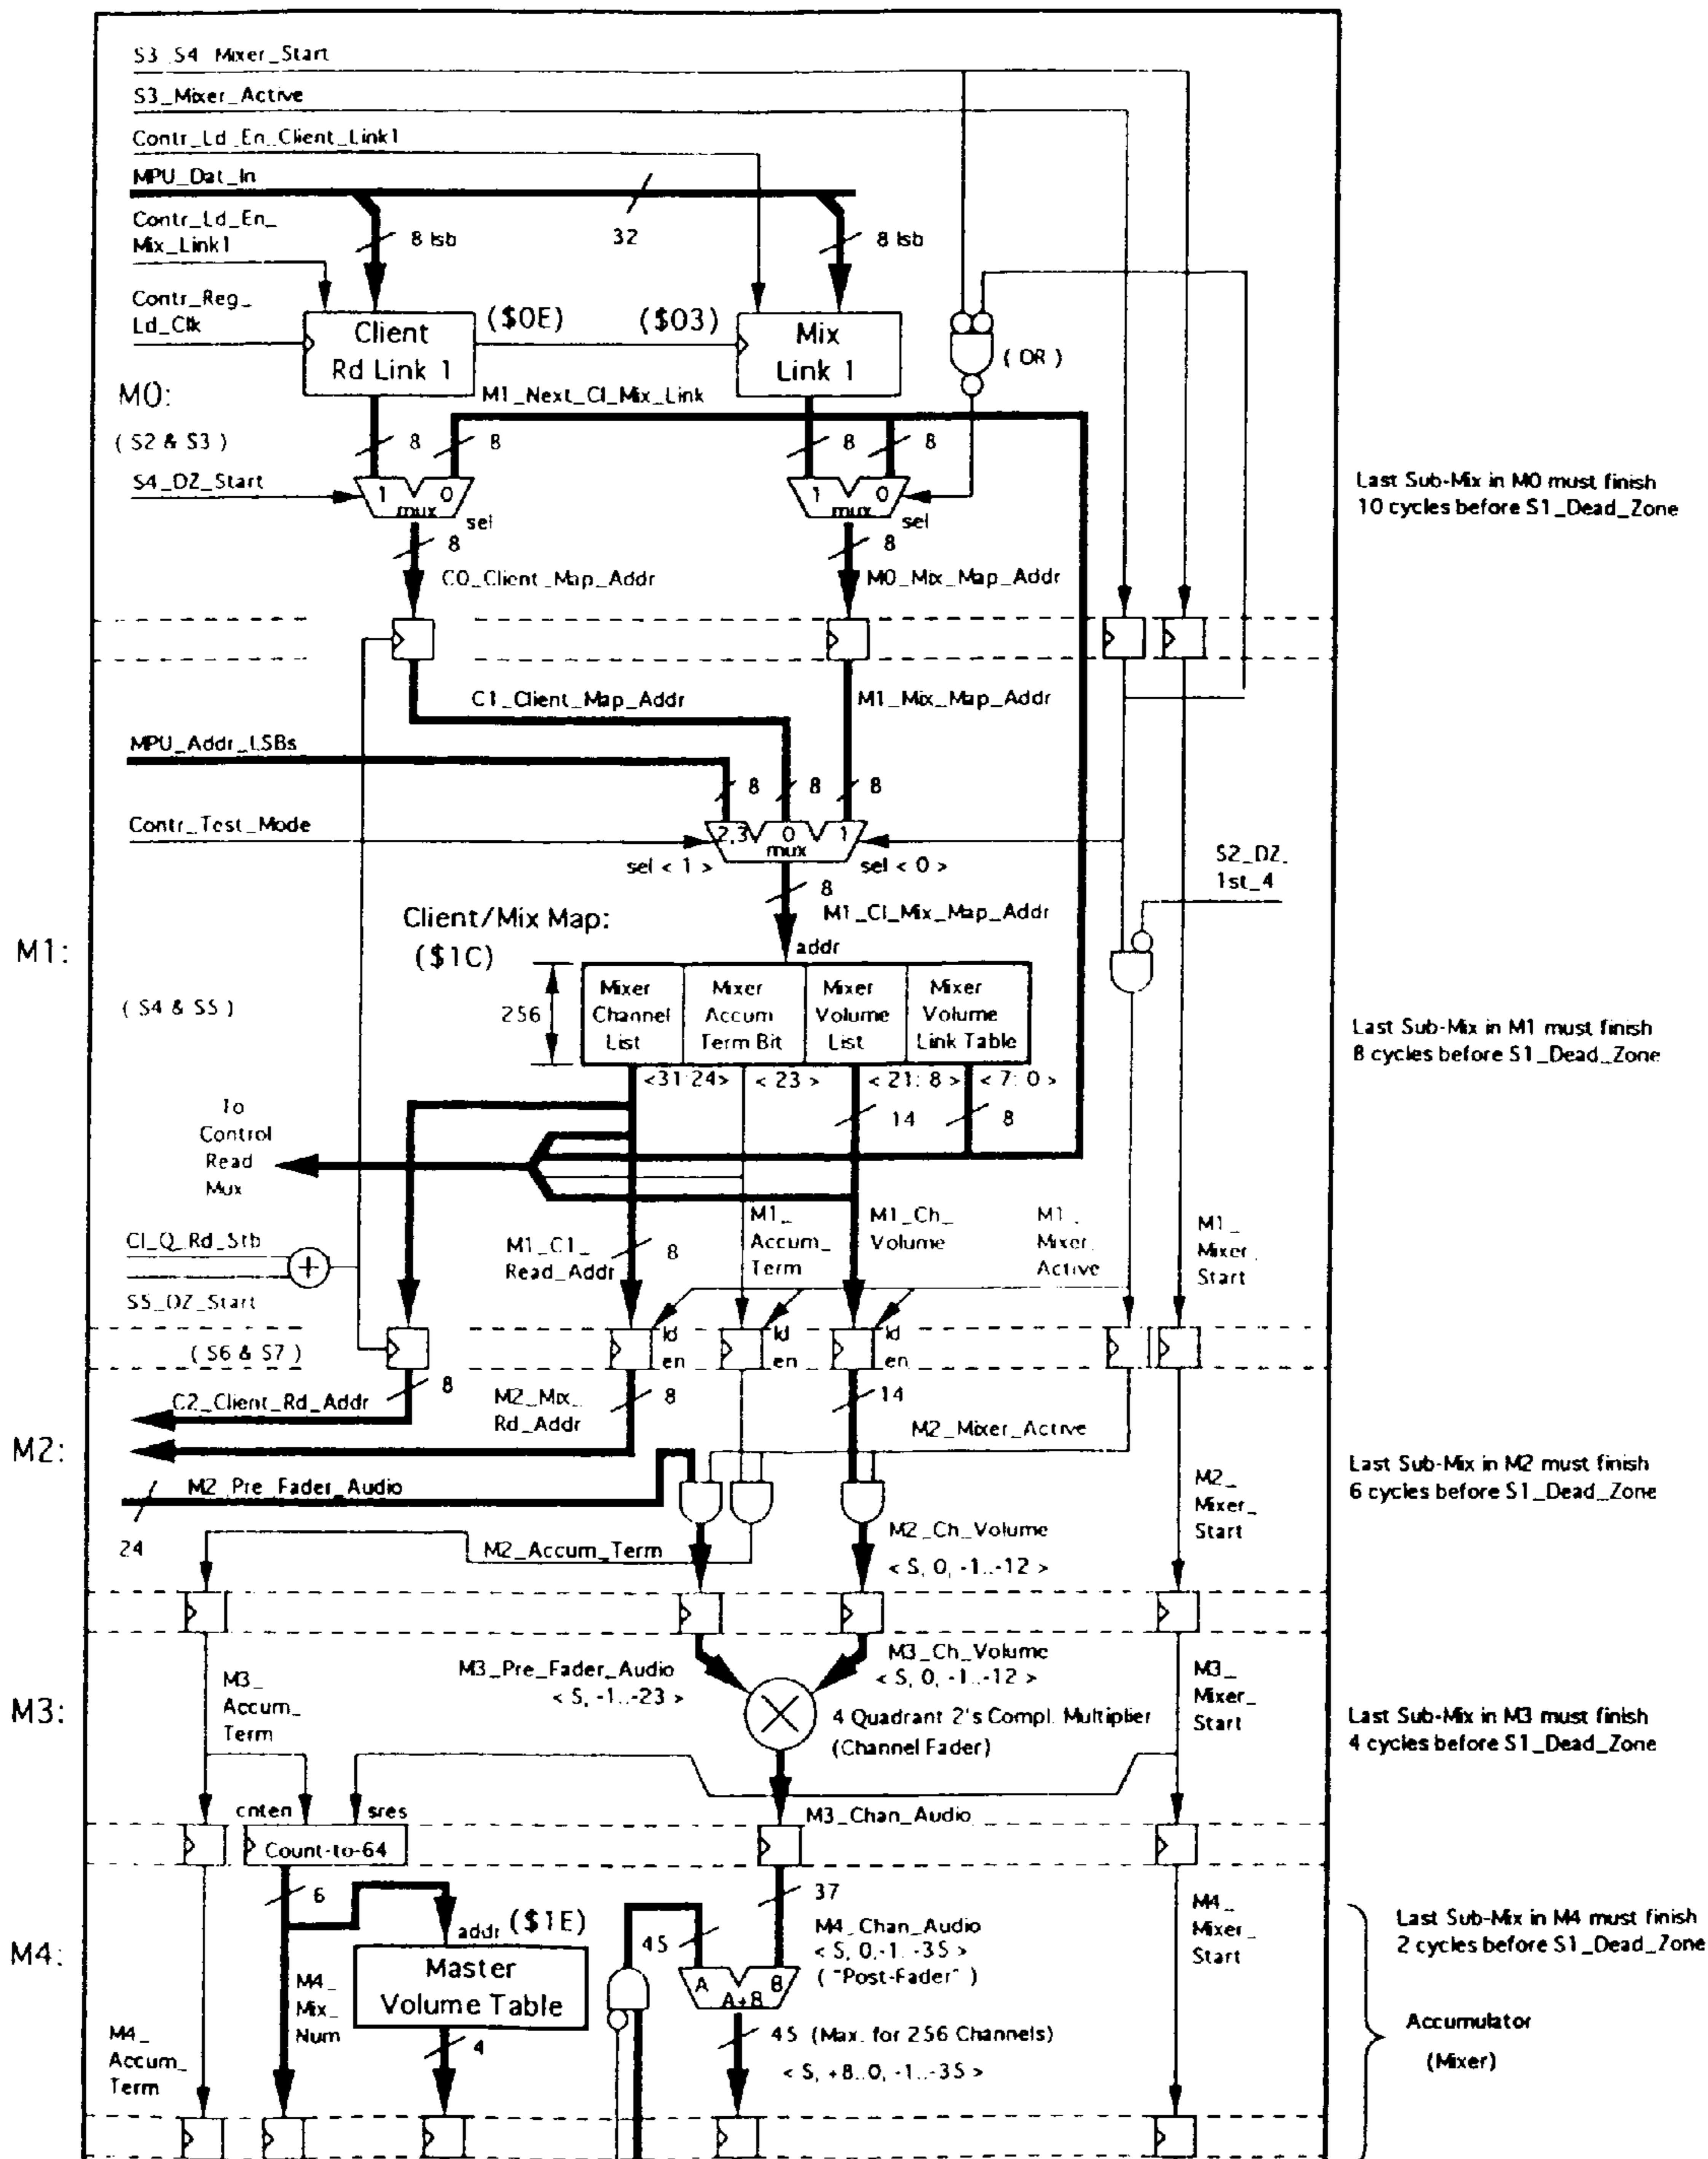 S3_S4_Mixer_Start
S3_Mixer_Active
Contr_Ld_En_Client_Link1
MPU_Dat_In
Contr_Ld_En_
Mix_Link1
8 lsb
32
8 lsb
Contr_Reg_
Ld_Clk
Client
Rd Link 1
($0E)
($03)
Mix
Link 1
( OR )
M0:
( S2 & S3 )
M1_Next_Cl_Mix_Link
8
8
8
8
S4_DZ_Start
1
0
mux
sel
1
0
mux
sel
Last Sub-Mix in M0 must finish
10 cycles before S1_Dead_Zone
8
8
C0_Client_Map_Addr
M0_Mix_Map_Addr
C1_Client_Map_Addr
M1_Mix_Map_Addr
MPU_Addr_LSBs
8
8
8
Contr_Test_Mode
2,3
0
1
mux
sel < 1 >
sel < 0 >
S2_DZ_
1st_4
8
M1_Cl_Mix_Map_Addr
Client/Mix Map:
($1C)
addr
M1:
( S4 & S5 )
256
Mixer
Channel
List
Mixer
Accum
Term Bit
Mixer
Volume
List
Mixer
Volume
Link Table
Last Sub-Mix in M1 must finish
8 cycles before S1_Dead_Zone
<31:24>
< 23 >
< 21: 8 >
< 7: 0 >
14
8
To
Control
Read
Mux
Cl_Q_Rd_Stb
+
S5_DZ_Start
M1_C1_
Read_Addr
8
M1_
Accum_
Term
M1_Ch_
Volume
M1_
Mixer_
Active
M1_
Mixer_
Start
( S6 & S7 )
ld
en
ld
en
ld
en
8
C2_Client_Rd_Addr
M2_Mix_
Rd_Addr
8
14
M2_Mixer_Active
M2:
M2_Pre_Fader_Audio
24
M2_Accum_Term
M2_Ch_Volume
< S, 0, -1..-12 >
M2_
Mixer_
Start
Last Sub-Mix in M2 must finish
6 cycles before S1_Dead_Zone
M3:
M3_
Accum_
Term
M3_Pre_Fader_Audio
< S, -1..-23 >
M3_Ch_Volume
< S, 0, -1..-12 >
4 Quadrant 2's Compl. Multiplier
(Channel Fader)
M3_
Mixer_
Start
Last Sub-Mix in M3 must finish
4 cycles before S1_Dead_Zone
cnten
sres
Count-to-64
M3_Chan_Audio
6
37
M4:
addr ($1E)
Master
Volume Table
M4_
Mix_
Num
4
M4_
Accum_
Term
45
M4_Chan_Audio
< S, 0,-1..-35 >
( "Post-Fader" )
A
B
A+B
45 (Max. for 256 Channels)
< S, +8..0, -1..-35 >
M4_
Mixer_
Start
Last Sub-Mix in M4 must finish
2 cycles before S1_Dead_Zone
Accumulator
(Mixer)